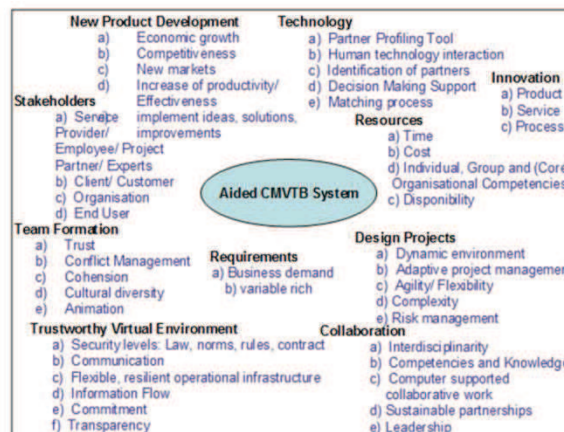 New Product Development
a) Economic growth
b) Competitiveness
c) New markets
d) Increase of productivity/
Effectiveness
e) implement ideas, solutions,
improvements
Technology
a) Partner Profiling Tool
b) Human technology interaction
c) Identification of partners
d) Decision Making Support
e) Matching process
Innovation
a) Product
b) Service
c) Process
Stakeholders
a) Service
Provider/
Employee/ Project
Partner/ Experts
b) Client/ Customer
c) Organisation
d) End User
Resources
a) Time
b) Cost
d) Individual, Group and (Core
Organisational Competencies
c) Disponibility
Aided CMVTB System
Team Formation
a) Trust
b) Conflict Management
c) Cohension
d) Cultural diversity
e) Animation
Requirements
a) Business demand
b) variable rich
Design Projects
a) Dynamic environment
b) Adaptive project managemen
c) Agility/ Flexibility
d) Complexity
e) Risk management
Trustworthy Virtual Environment
a) Security levels: Law, norms, rules, contract
b) Communication
c) Flexible, resilient operational infrastructure
d) Information Flow
e) Commitment
f) Transparency
Collaboration
a) Interdisciplinarity
b) Competencies and Knowledge
c) Computer supported
collaborative work
d) Sustainable partnerships
e) Leadership